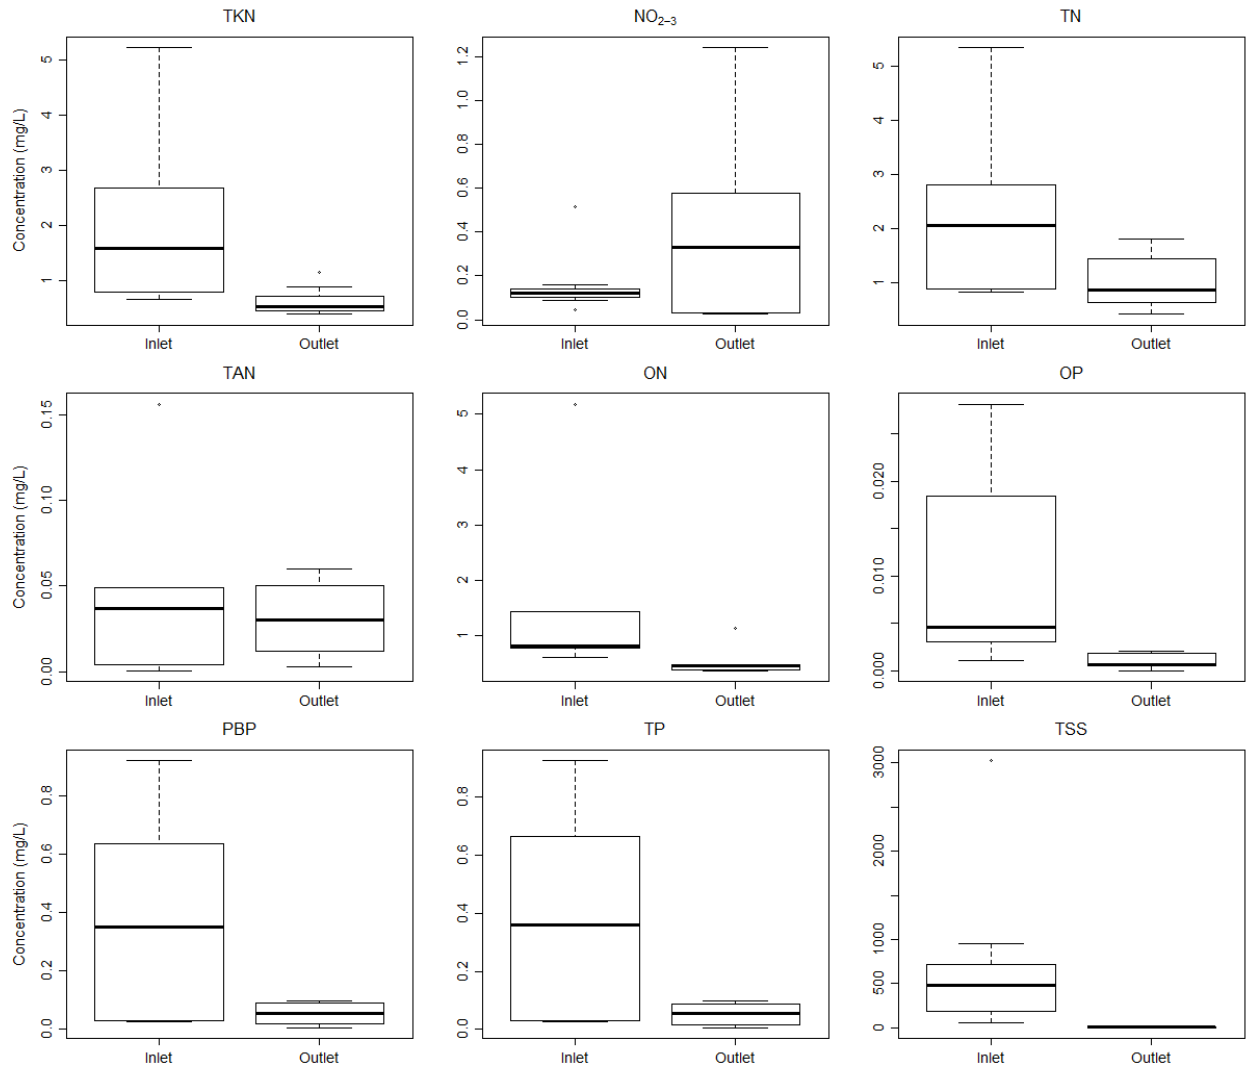 TKN
NO2–3
TN
Concentration (mg/L)
5
4
3
2
1
Inlet Outlet
1.2
1.0
0.8
0.6
0.4
0.2
0.0
Inlet Outlet
5
4
3
2
1
Inlet Outlet
TAN
ON
OP
Concentration (mg/L)
0.15
0.10
0.05
0.00
Inlet Outlet
5
4
3
2
1
Inlet Outlet
0.020
0.010
0.000
Inlet Outlet
PBP
TP
TSS
Concentration (mg/L)
0.8
0.6
0.4
0.2
0.0
Inlet Outlet
0.8
0.6
0.4
0.2
0.0
Inlet Outlet
3000
2000
1000
500
0
Inlet Outlet